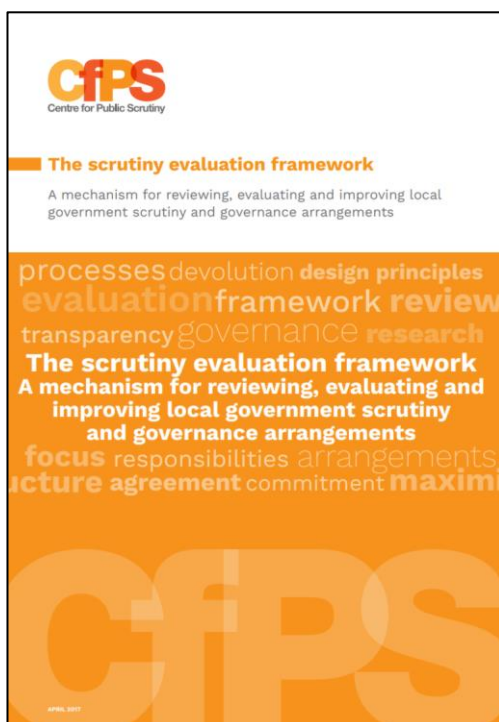 CfPS
Centre for Public Scrutiny
The scrutiny evaluation framework
A mechanism for reviewing, evaluating and improving local
government scrutiny and governance arrangements
processes devolution design principles
evaluation framework review
transparency governance research
The scrutiny evaluation framework
A mechanism for reviewing, evaluating and
improving local government scrutiny
and governance arrangements
focus responsibilities arrangements
ucture agreement commitment maximi
CfPS
APRIL 2017